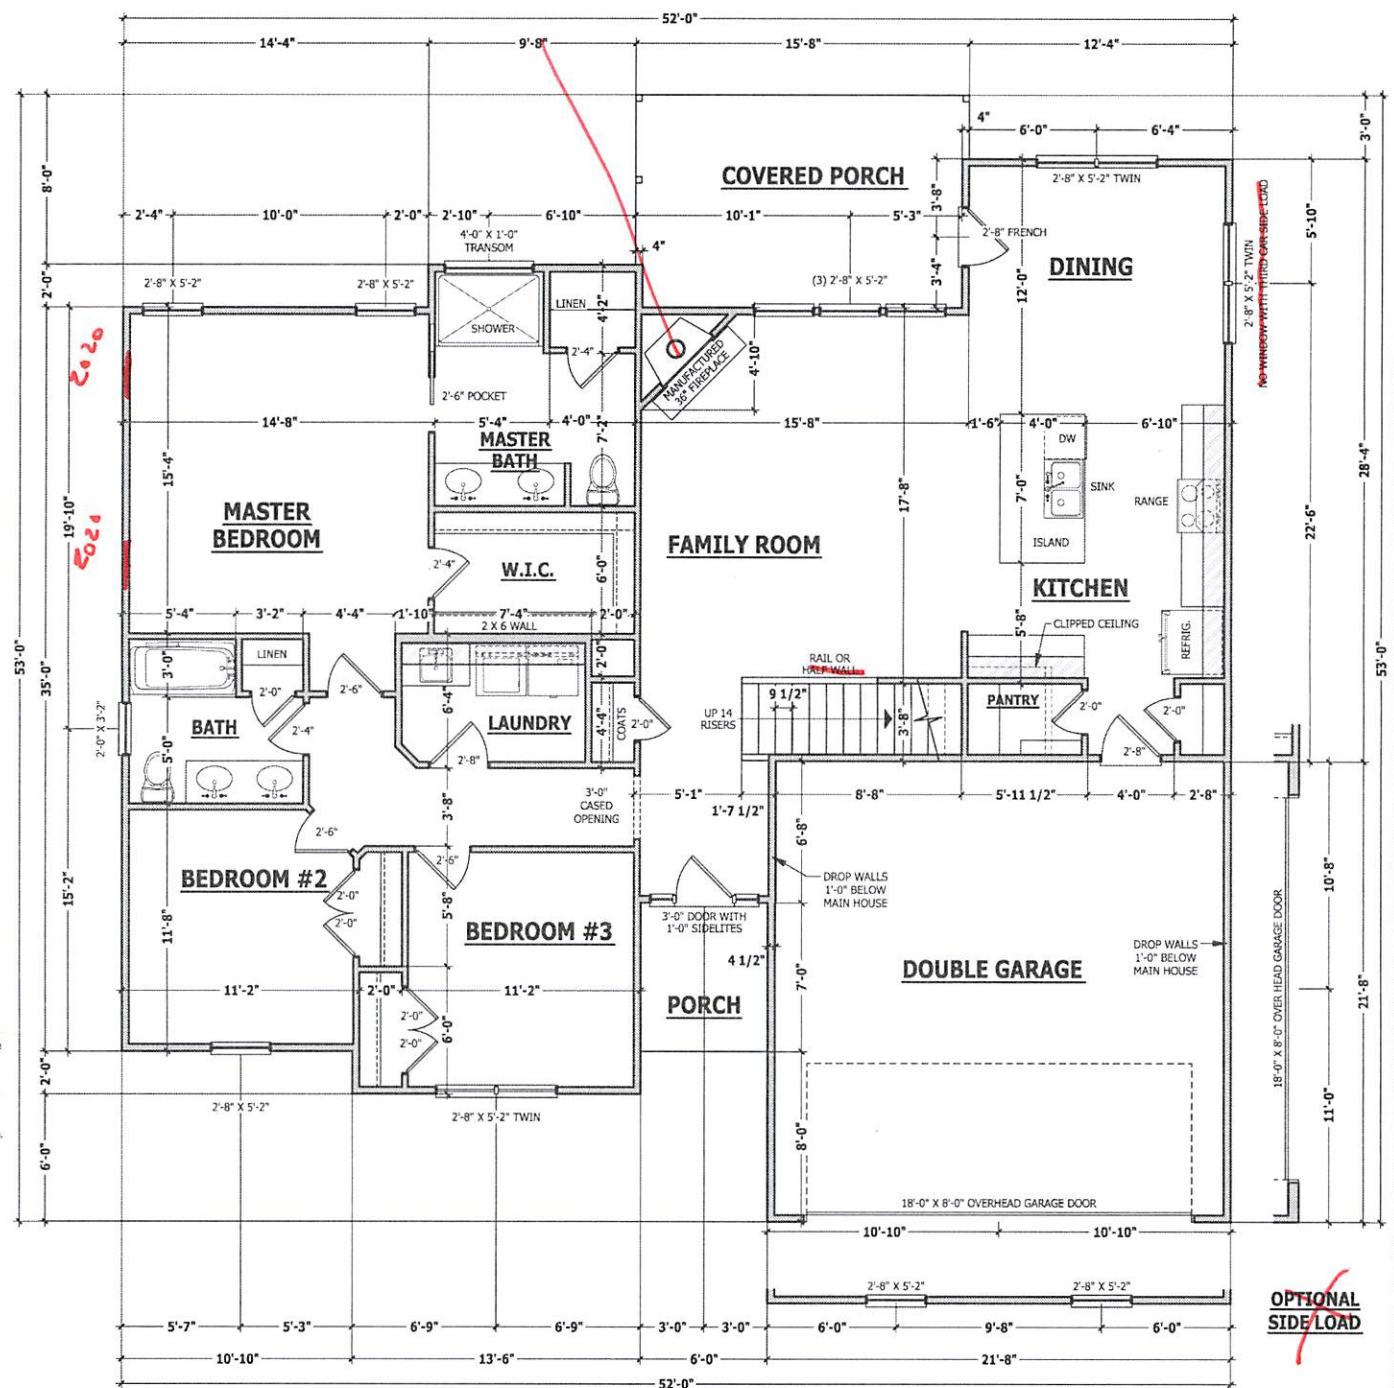 52'-0"
14'-4" 9'-8" 15'-8" 12'-4"
4"
6'-0" 6'-4"
3'-0"
8'-0"
COVERED PORCH
2'-8" X 5'-2" TWIN
3'-8"
2'-4" 10'-0" 2'-0" 2'-10" 6'-10" 10'-1" 5'-3"
5'-10"
4'-0" X 1'-0"
TRANSOM
4"
2'-8" FRENCH
DINING
2'-8" X 5'-2" TWIN
NO WINDOW WITH THIRD CAR SIDE LOAD
2'-0"
2'-8" X 5'-2" 2'-8" X 5'-2"
(3) 2'-8" X 5'-2"
3'-4"
12'-0"
LINEN
4'-2"
SHOWER
2020
2'-4"
MANUFACTURED
36" FIREPLACE
4'-10"
2'-6" POCKET
14'-8" 5'-4" 4'-0" 15'-8" 1'-6" 4'-0" 6'-10"
7'-2"
MASTER
BATH
DW
15'-4"
28'-4"
SINK
7'-0"
RANGE
17'-8"
22'-6"
MASTER
BEDROOM
19'-10"
2020
FAMILY ROOM
ISLAND
2'-4"
W.I.C.
6'-0"
KITCHEN
5'-4" 3'-2" 4'-4" 1'-10" 7'-4" 2'-0"
2 X 6 WALL
CLIPPED CEILING
5'-8"
REFRIG.
53'-0"
35'-0"
53'-0"
LINEN
3'-0"
2'-0"
RAIL OR
HALF WALL
2'-0"
2'-6"
6'-4"
9 1/2"
PANTRY
2'-0" 2'-0"
UP 14
RISERS
3'-8"
2'-0" X 3'-2"
BATH
2'-4"
LAUNDRY
4'-4"
COATS
2'-0"
5'-0"
2'-8"
2'-8"
3'-0"
CASED
OPENING
5'-1" 8'-8" 5'-11 1/2" 4'-0" 2'-8"
1'-7 1/2"
3'-8"
6'-8"
2'-6"
2'-6"
DROP WALLS
1'-0" BELOW
MAIN HOUSE
10'-8"
15'-2"
BEDROOM #2
2'-0"
2'-0"
5'-8"
11'-8"
BEDROOM #3
3'-0" DOOR WITH
1'-0" SIDELITES
4 1/2"
DROP WALLS
1'-0" BELOW
MAIN HOUSE
DOUBLE GARAGE
7'-0"
18'-0" X 8'-0" OVER HEAD GARAGE DOOR
21'-8"
11'-2" 2'-0" 11'-2"
PORCH
2'-0"
2'-0"
6'-0"
2'-0"
2'-8" X 5'-2"
2'-8" X 5'-2" TWIN
11'-0"
8'-0"
6'-0"
18'-0" X 8'-0" OVERHEAD GARAGE DOOR
10'-10" 10'-10"
2'-8" X 5'-2" 2'-8" X 5'-2"
OPTIONAL
SIDE LOAD
5'-7" 5'-3" 6'-9" 6'-9" 3'-0" 3'-0" 6'-0" 9'-8" 6'-0"
10'-10" 13'-6" 6'-0" 21'-8"
52'-0"